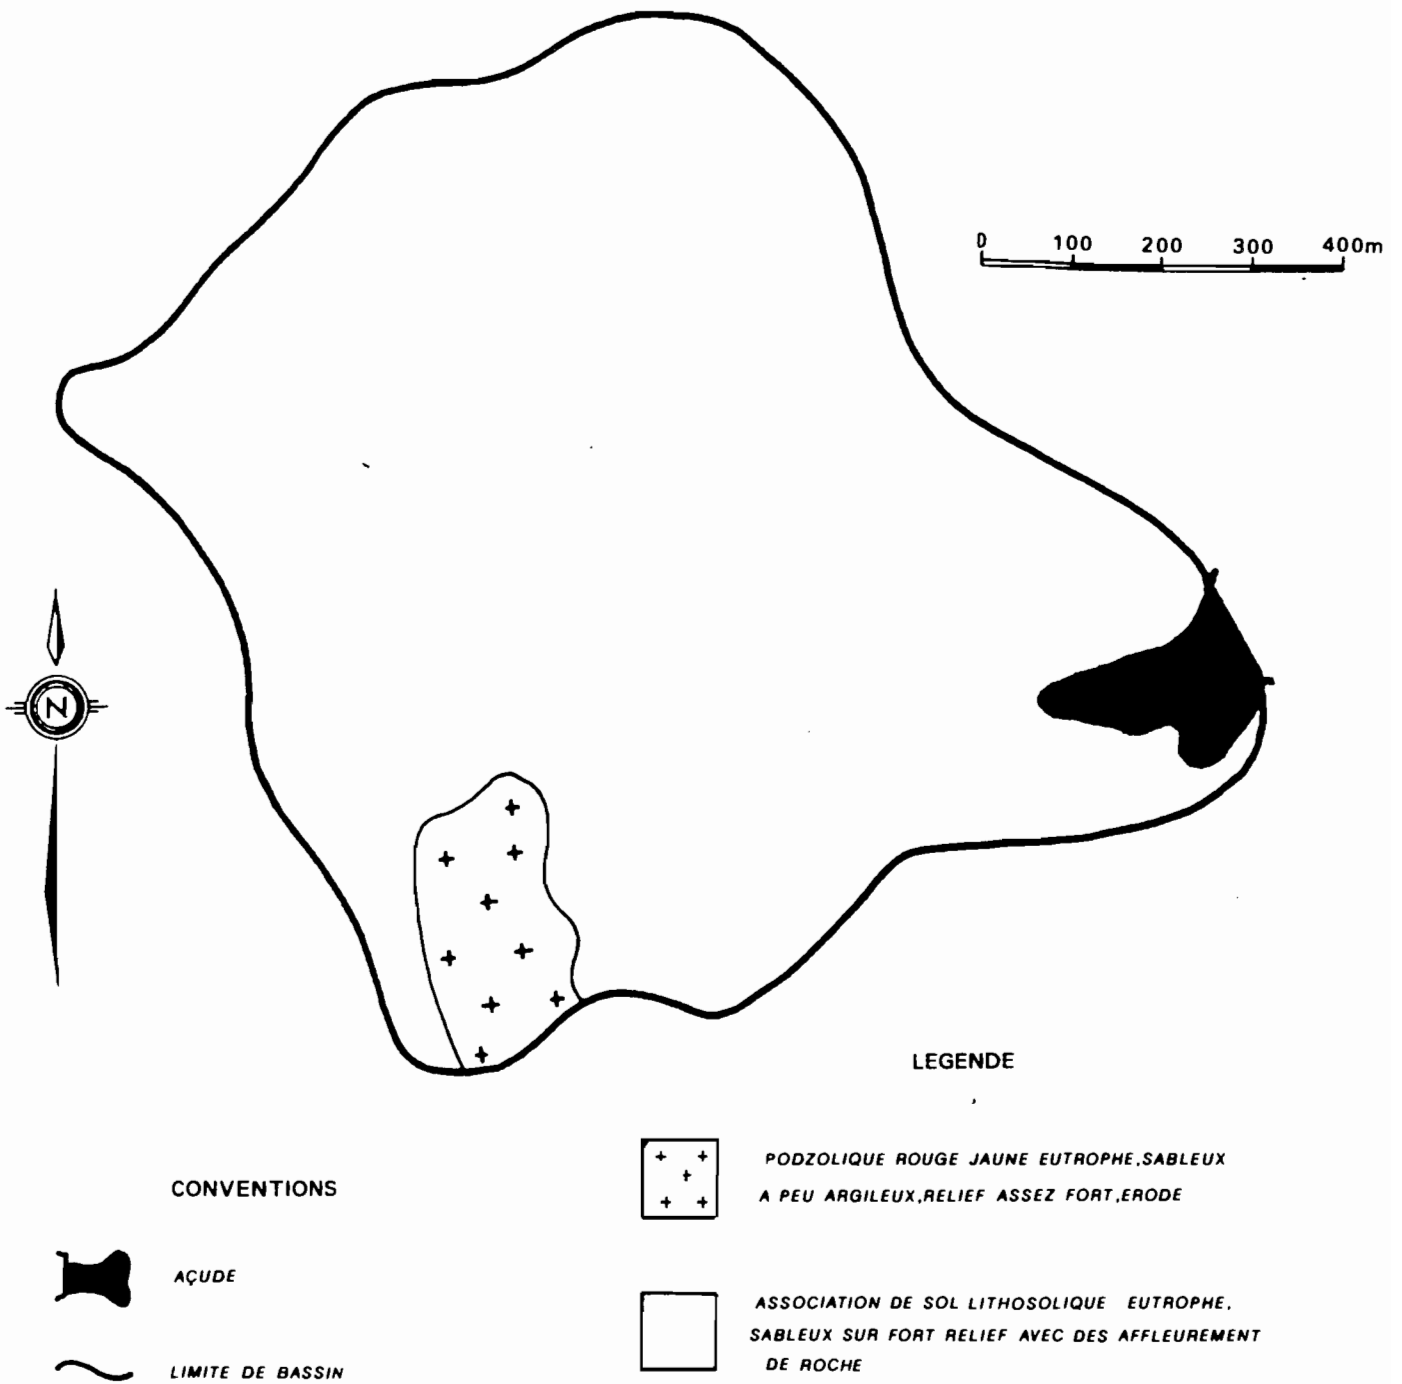 0 100 200 300 400m
N
LEGENDE
PODZOLIQUE ROUGE JAUNE EUTROPHE,SABLEUX
A PEU ARGILEUX,RELIEF ASSEZ FORT,ERODE
CONVENTIONS
AÇUDE
ASSOCIATION DE SOL LITHOSOLIQUE EUTROPHE,
SABLEUX SUR FORT RELIEF AVEC DES AFFLEUREMENT
DE ROCHE
LIMITE DE BASSIN